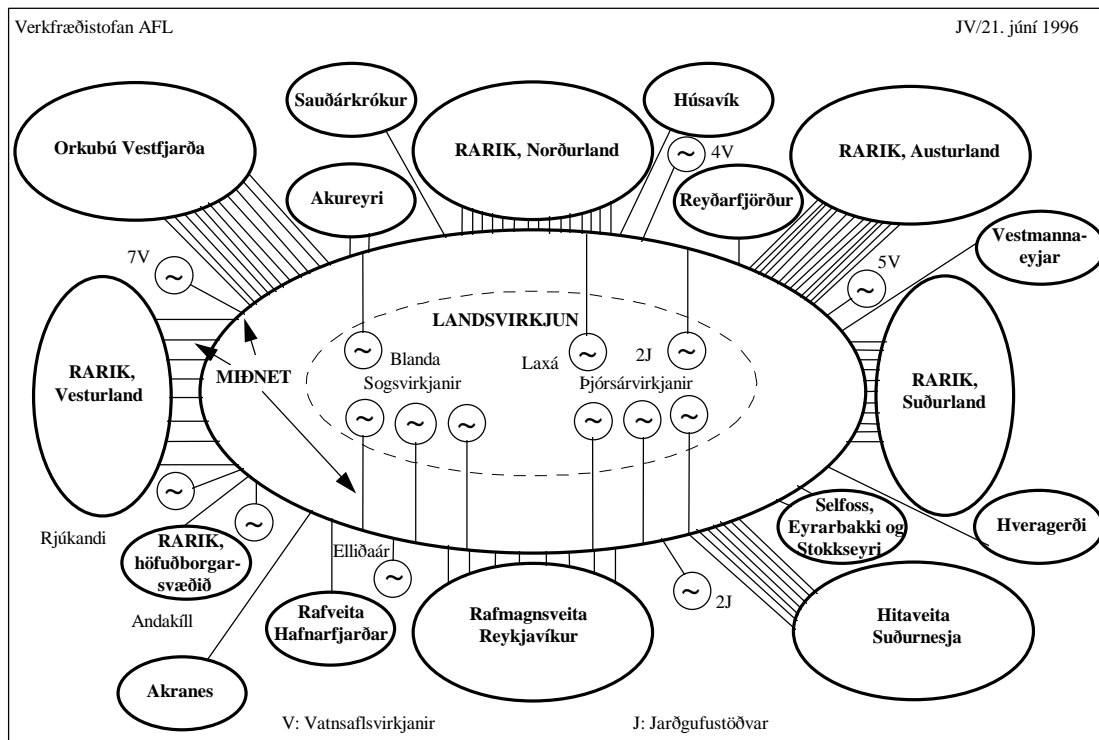 Verkfræðistofan AFL
JV/21. júní 1996
Sauðárkrókur
Húsavík
Orkubú Vestfjarða
RARIK, Norðurland
~ 4V
RARIK, Austurland
Akureyri
Reyðarfjörður
Vestmanna-
eyjar
7V
~
5V
~
LANDSVIRKJUN
~ Blanda
Laxá ~
2J ~
RARIK,
Vesturland
MIÐNET
Sogsvirkjanir
Þjórsárvirkjanir
RARIK,
Suðurland
~ ~ ~
~ ~ ~
~
Rjúkandi
~
RARIK,
höfuðborgar-
svæðið
Andakíll
Elliðaár
~
Selfoss,
Eyrarbakki og
Stokkseyri
Hveragerði
~ 2J
Rafveita
Hafnarfjarðar
Rafmagnsveita
Reykjavíkur
Hitaveita
Suðurnesja
Akranes
V: Vatnsaflsvirkjanir
J: Jarðgufustöðvar